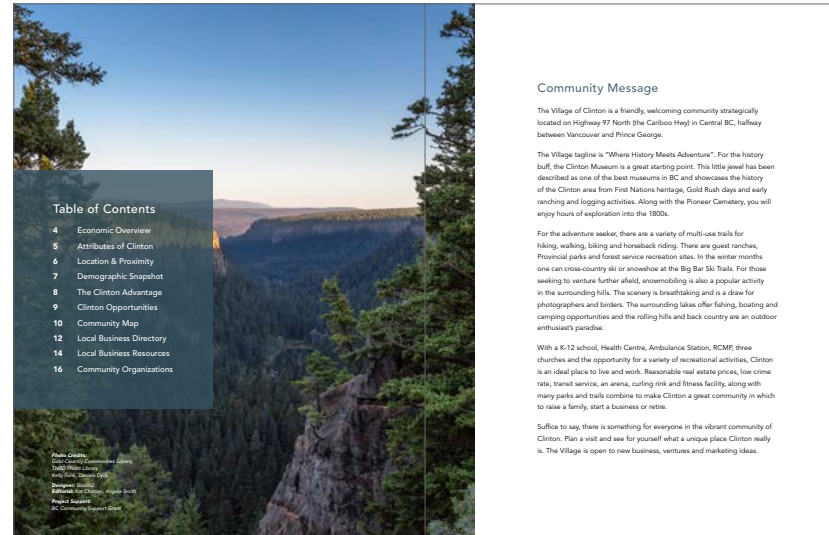 Table of Contents
4 Economic Overview
5 Attributes of Clinton
6 Location & Proximity
7 Demographic Snapshot
8 The Clinton Advantage
9 Clinton Opportunities
10 Community Map
12 Local Business Directory
14 Local Business Resources
16 Community Organizations
Photo Credits:
Gold Country Communities Society
TNRD Photo Library
Kelly Funk, Daniela Dyck
Designer: Studio2
Editorial: Kat Chatten, Angela Smith
Project Support:
BC Community Support Grant
Community Message
The Village of Clinton is a friendly, welcoming community strategically
located on Highway 97 North (the Cariboo Hwy) in Central BC, halfway
between Vancouver and Prince George.
The Village tagline is "Where History Meets Adventure". For the history
buff, the Clinton Museum is a great starting point. This little jewel has been
described as one of the best museums in BC and showcases the history
of the Clinton area from First Nations heritage, Gold Rush days and early
ranching and logging activities. Along with the Pioneer Cemetery, you will
enjoy hours of exploration into the 1800s.
For the adventure seeker, there are a variety of multi-use trails for
hiking, walking, biking and horseback riding. There are guest ranches,
Provincial parks and forest service recreation sites. In the winter months
one can cross-country ski or snowshoe at the Big Bar Ski Trails. For those
seeking to venture further afield, snowmobiling is also a popular activity
in the surrounding hills. The scenery is breathtaking and is a draw for
photographers and birders. The surrounding lakes offer fishing, boating and
camping opportunities and the rolling hills and back country are an outdoor
enthusiast's paradise.
With a K-12 school, Health Centre, Ambulance Station, RCMP, three
churches and the opportunity for a variety of recreational activities, Clinton
is an ideal place to live and work. Reasonable real estate prices, low crime
rate, transit service, an arena, curling rink and fitness facility, along with
many parks and trails combine to make Clinton a great community in which
to raise a family, start a business or retire.
Suffice to say, there is something for everyone in the vibrant community of
Clinton. Plan a visit and see for yourself what a unique place Clinton really
is. The Village is open to new business, ventures and marketing ideas.